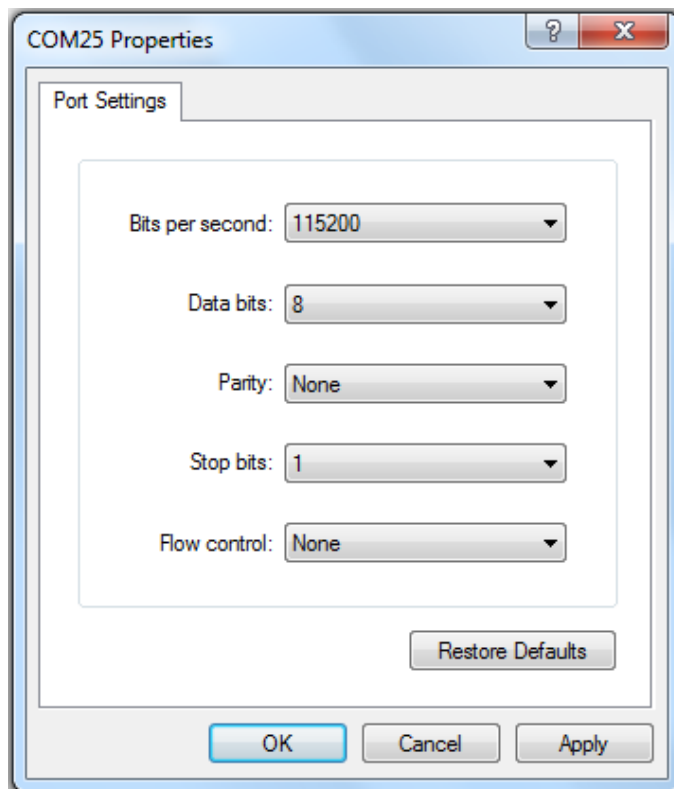 COM25 Properties
Port Settings
Bits per second: 115200
Data bits: 8
Parity: None
Stop bits: 1
Flow control: None
Restore Defaults
OK Cancel Apply